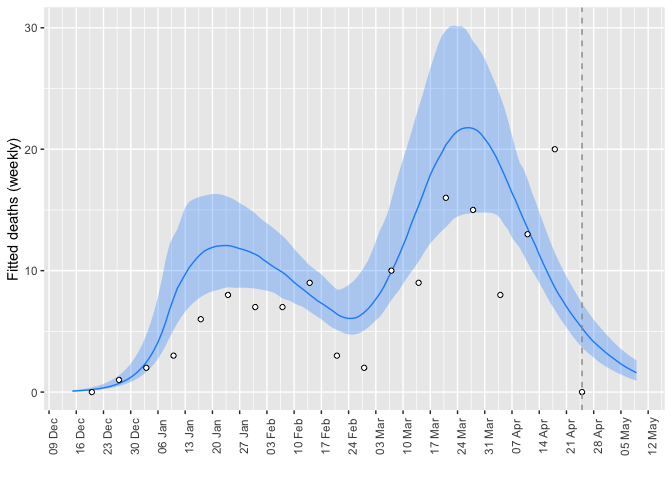 Fitted deaths (weekly)
30
20
10
0
09 Dec
16 Dec
23 Dec
30 Dec
06 Jan
13 Jan
20 Jan
27 Jan
03 Feb
10 Feb
17 Feb
24 Feb
03 Mar
10 Mar
17 Mar
24 Mar
31 Mar
07 Apr
14 Apr
21 Apr
28 Apr
05 May
12 May